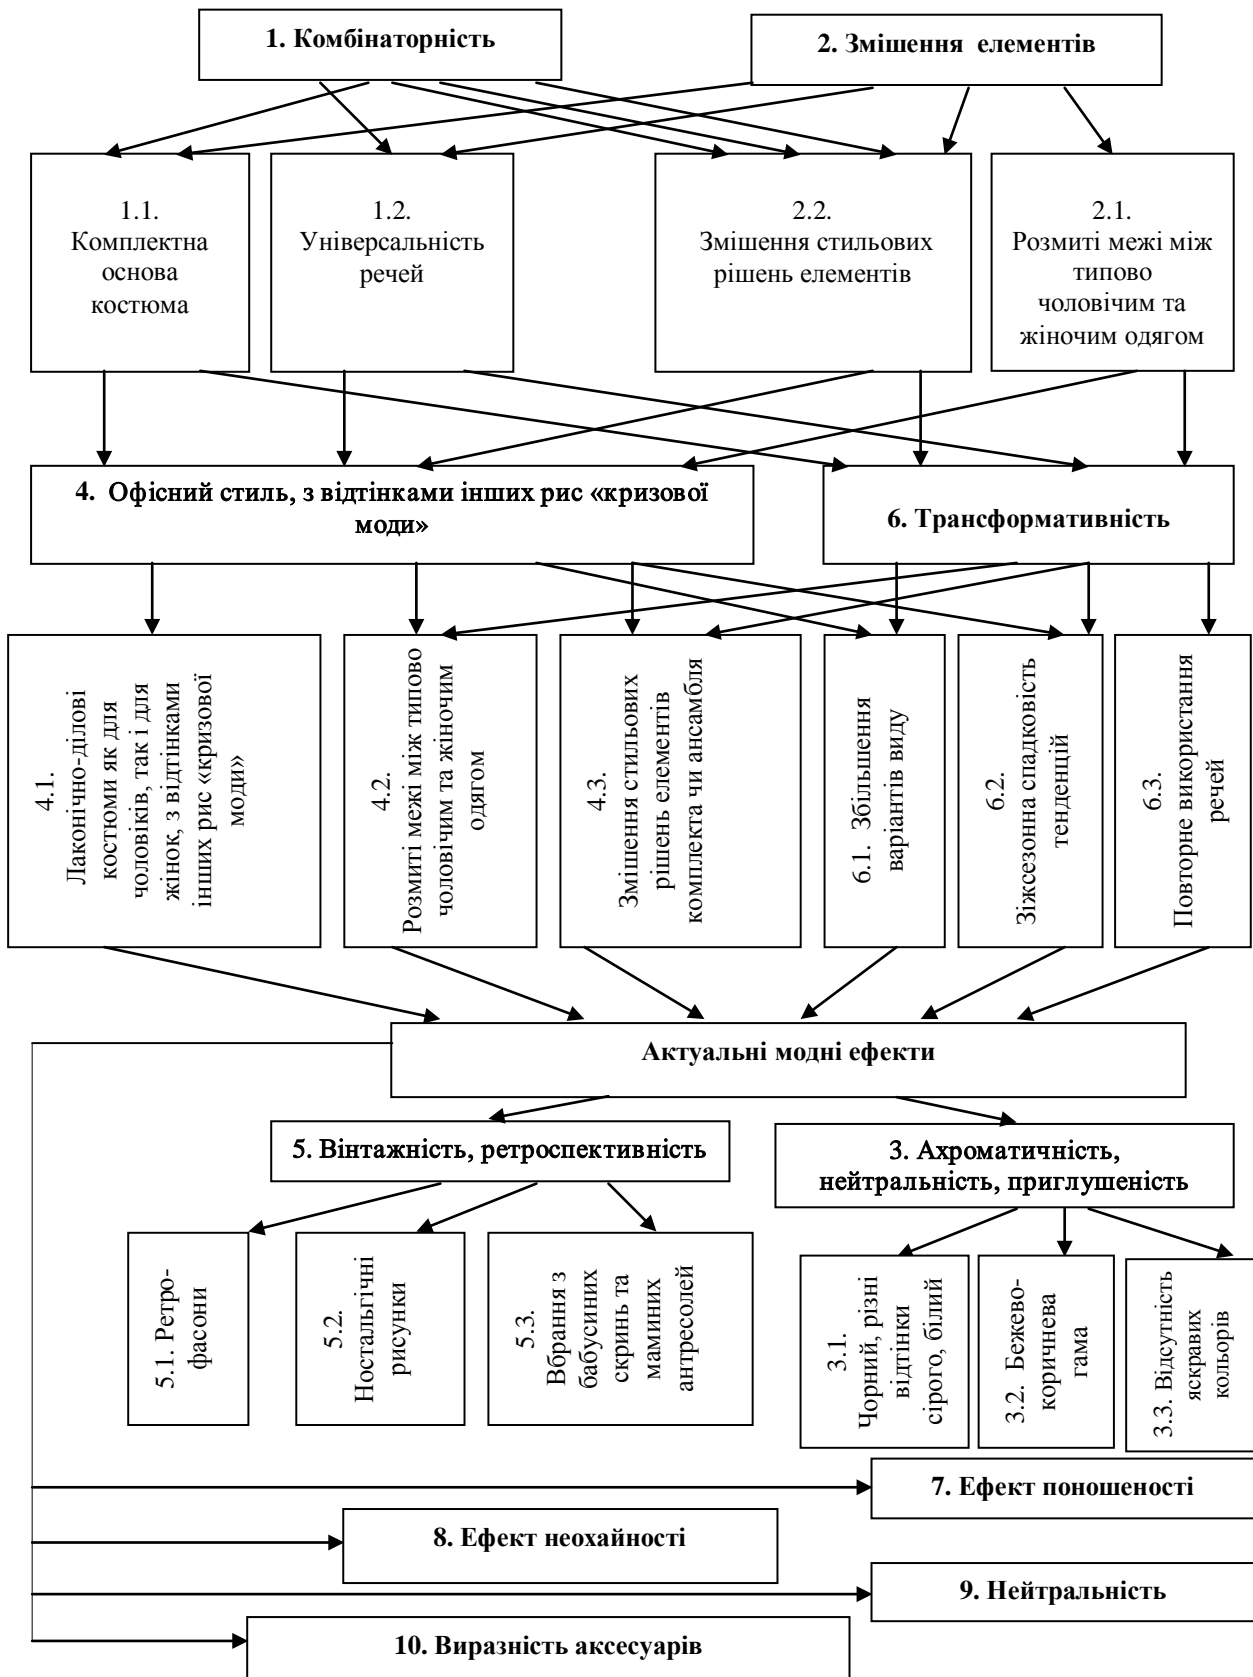 1. Комбінаторність
2. Змішення елементів
1.1.
Комплектна
основа
костюма
1.2.
Універсальність
речей
2.2.
Змішення стильових
рішень елементів
2.1.
Розмиті межі між
типово
чоловічим та
жіночим одягом
4. Офісний стиль, з відтінками інших рис «кризової
моди»
6. Трансформативність
4.1.
Лаконічно-ділові
костюми як для
чоловіків, так і для
жінок, з відтінками
інших рис «кризової
моди»
4.2.
Розмиті межі між типово
чоловічим та жіночим
одягом
4.3.
Змішення стильових
рішень елементів
комплекта чи ансамбля
6.1. Збільшення
варіантів виду
6.2.
Зіжсезонна спадковість
тенденцій
6.3.
Повторне використання
речей
Актуальні модні ефекти
5. Вінтажність, ретроспективність
3. Ахроматичність,
нейтральність, приглушеність
5.1. Ретро-
фасони
5.2.
Ностальгічні
рисунки
5.3.
Вбрання з
бабусиних
скринь та
маминих
антресолей
3.1.
Чорний, різні
відтінки
сірого, білий
3.2. Бежево-
коричнева
гама
3.3. Відсутність
яскравих
кольорів
7. Ефект поношеності
8. Ефект неохайності
9. Нейтральність
10. Виразність аксесуарів